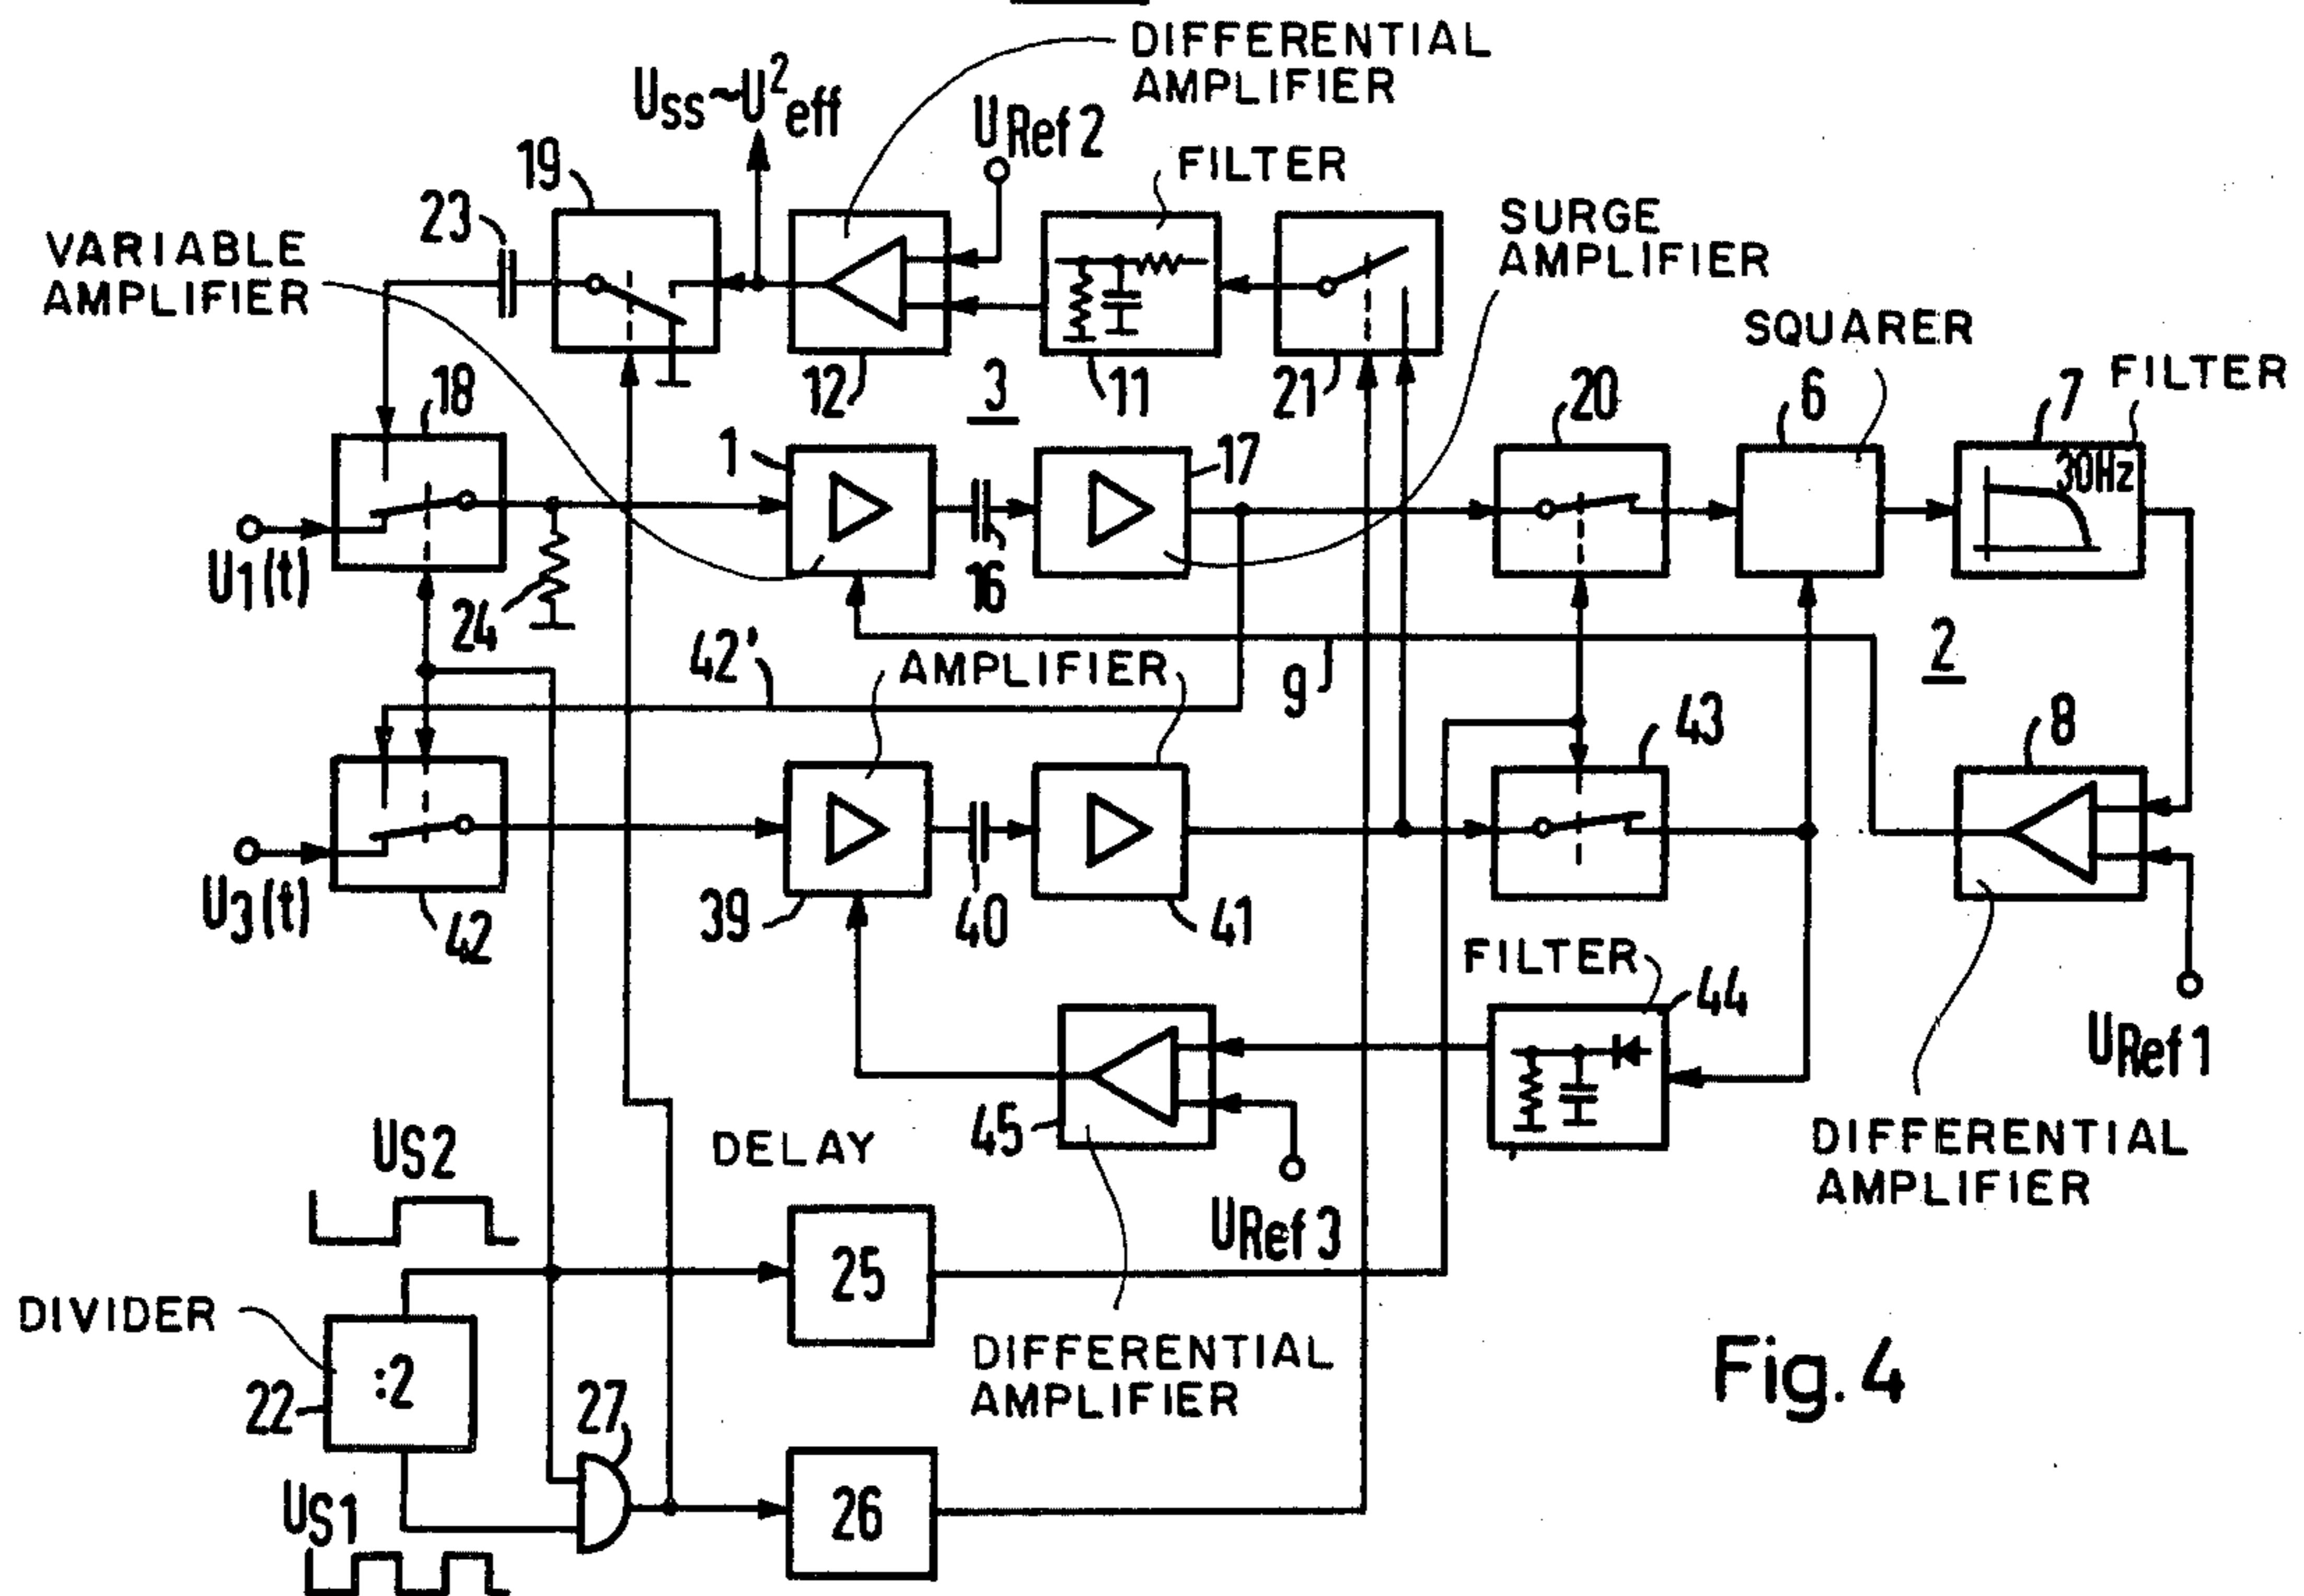 DIFFERENTIAL
AMPLIFIER
USS~U²eff
URef 2
FILTER
19
23
SURGE
AMPLIFIER
VARIABLE
AMPLIFIER
SQUARER
FILTER
12
3
11
21
18
20
6
7
1
17
30Hz
U1(t)
24
16
2
42'
AMPLIFIER
9
43
8
U3(t)
42
39
40
41
FILTER
44
URef 1
US2
DELAY
45
DIFFERENTIAL
AMPLIFIER
URef 3
25
DIVIDER
:2
22
27
DIFFERENTIAL
AMPLIFIER
Fig. 4
US1
26